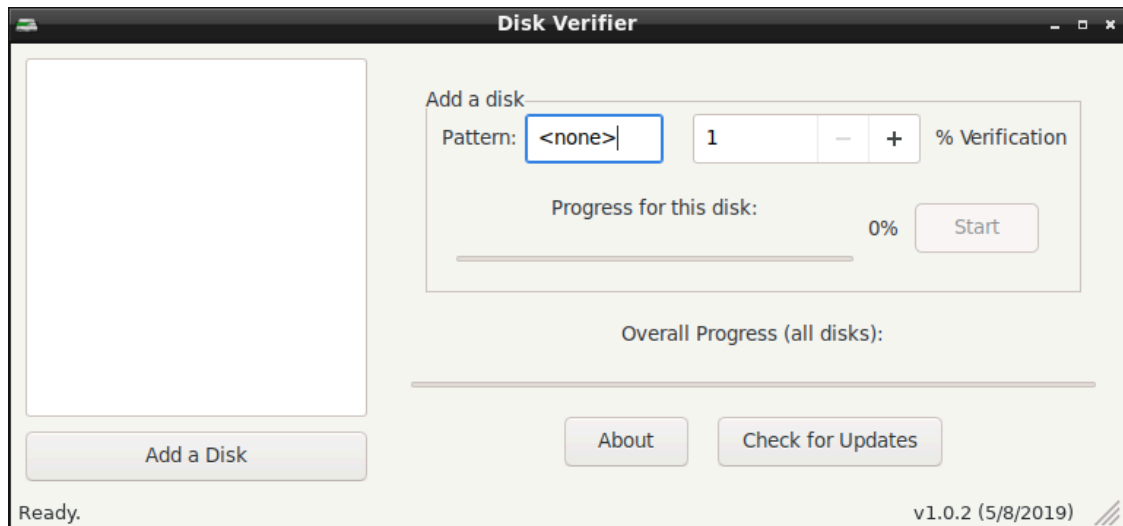 Disk Verifier
Add a disk
Pattern: <none> 1 − + % Verification
Progress for this disk:
0% Start
Overall Progress (all disks):
About Check for Updates
Add a Disk
Ready. v1.0.2 (5/8/2019)